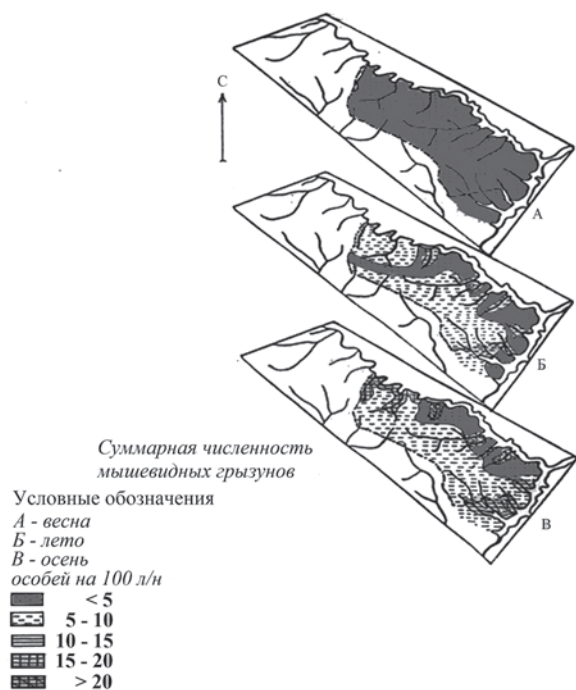 С
А
Б
В
Суммарная численность
мышевидных грызунов
Условные обозначения
А - весна
Б - лето
В - осень
особей на 100 л/н
< 5
5 - 10
10 - 15
15 - 20
> 20